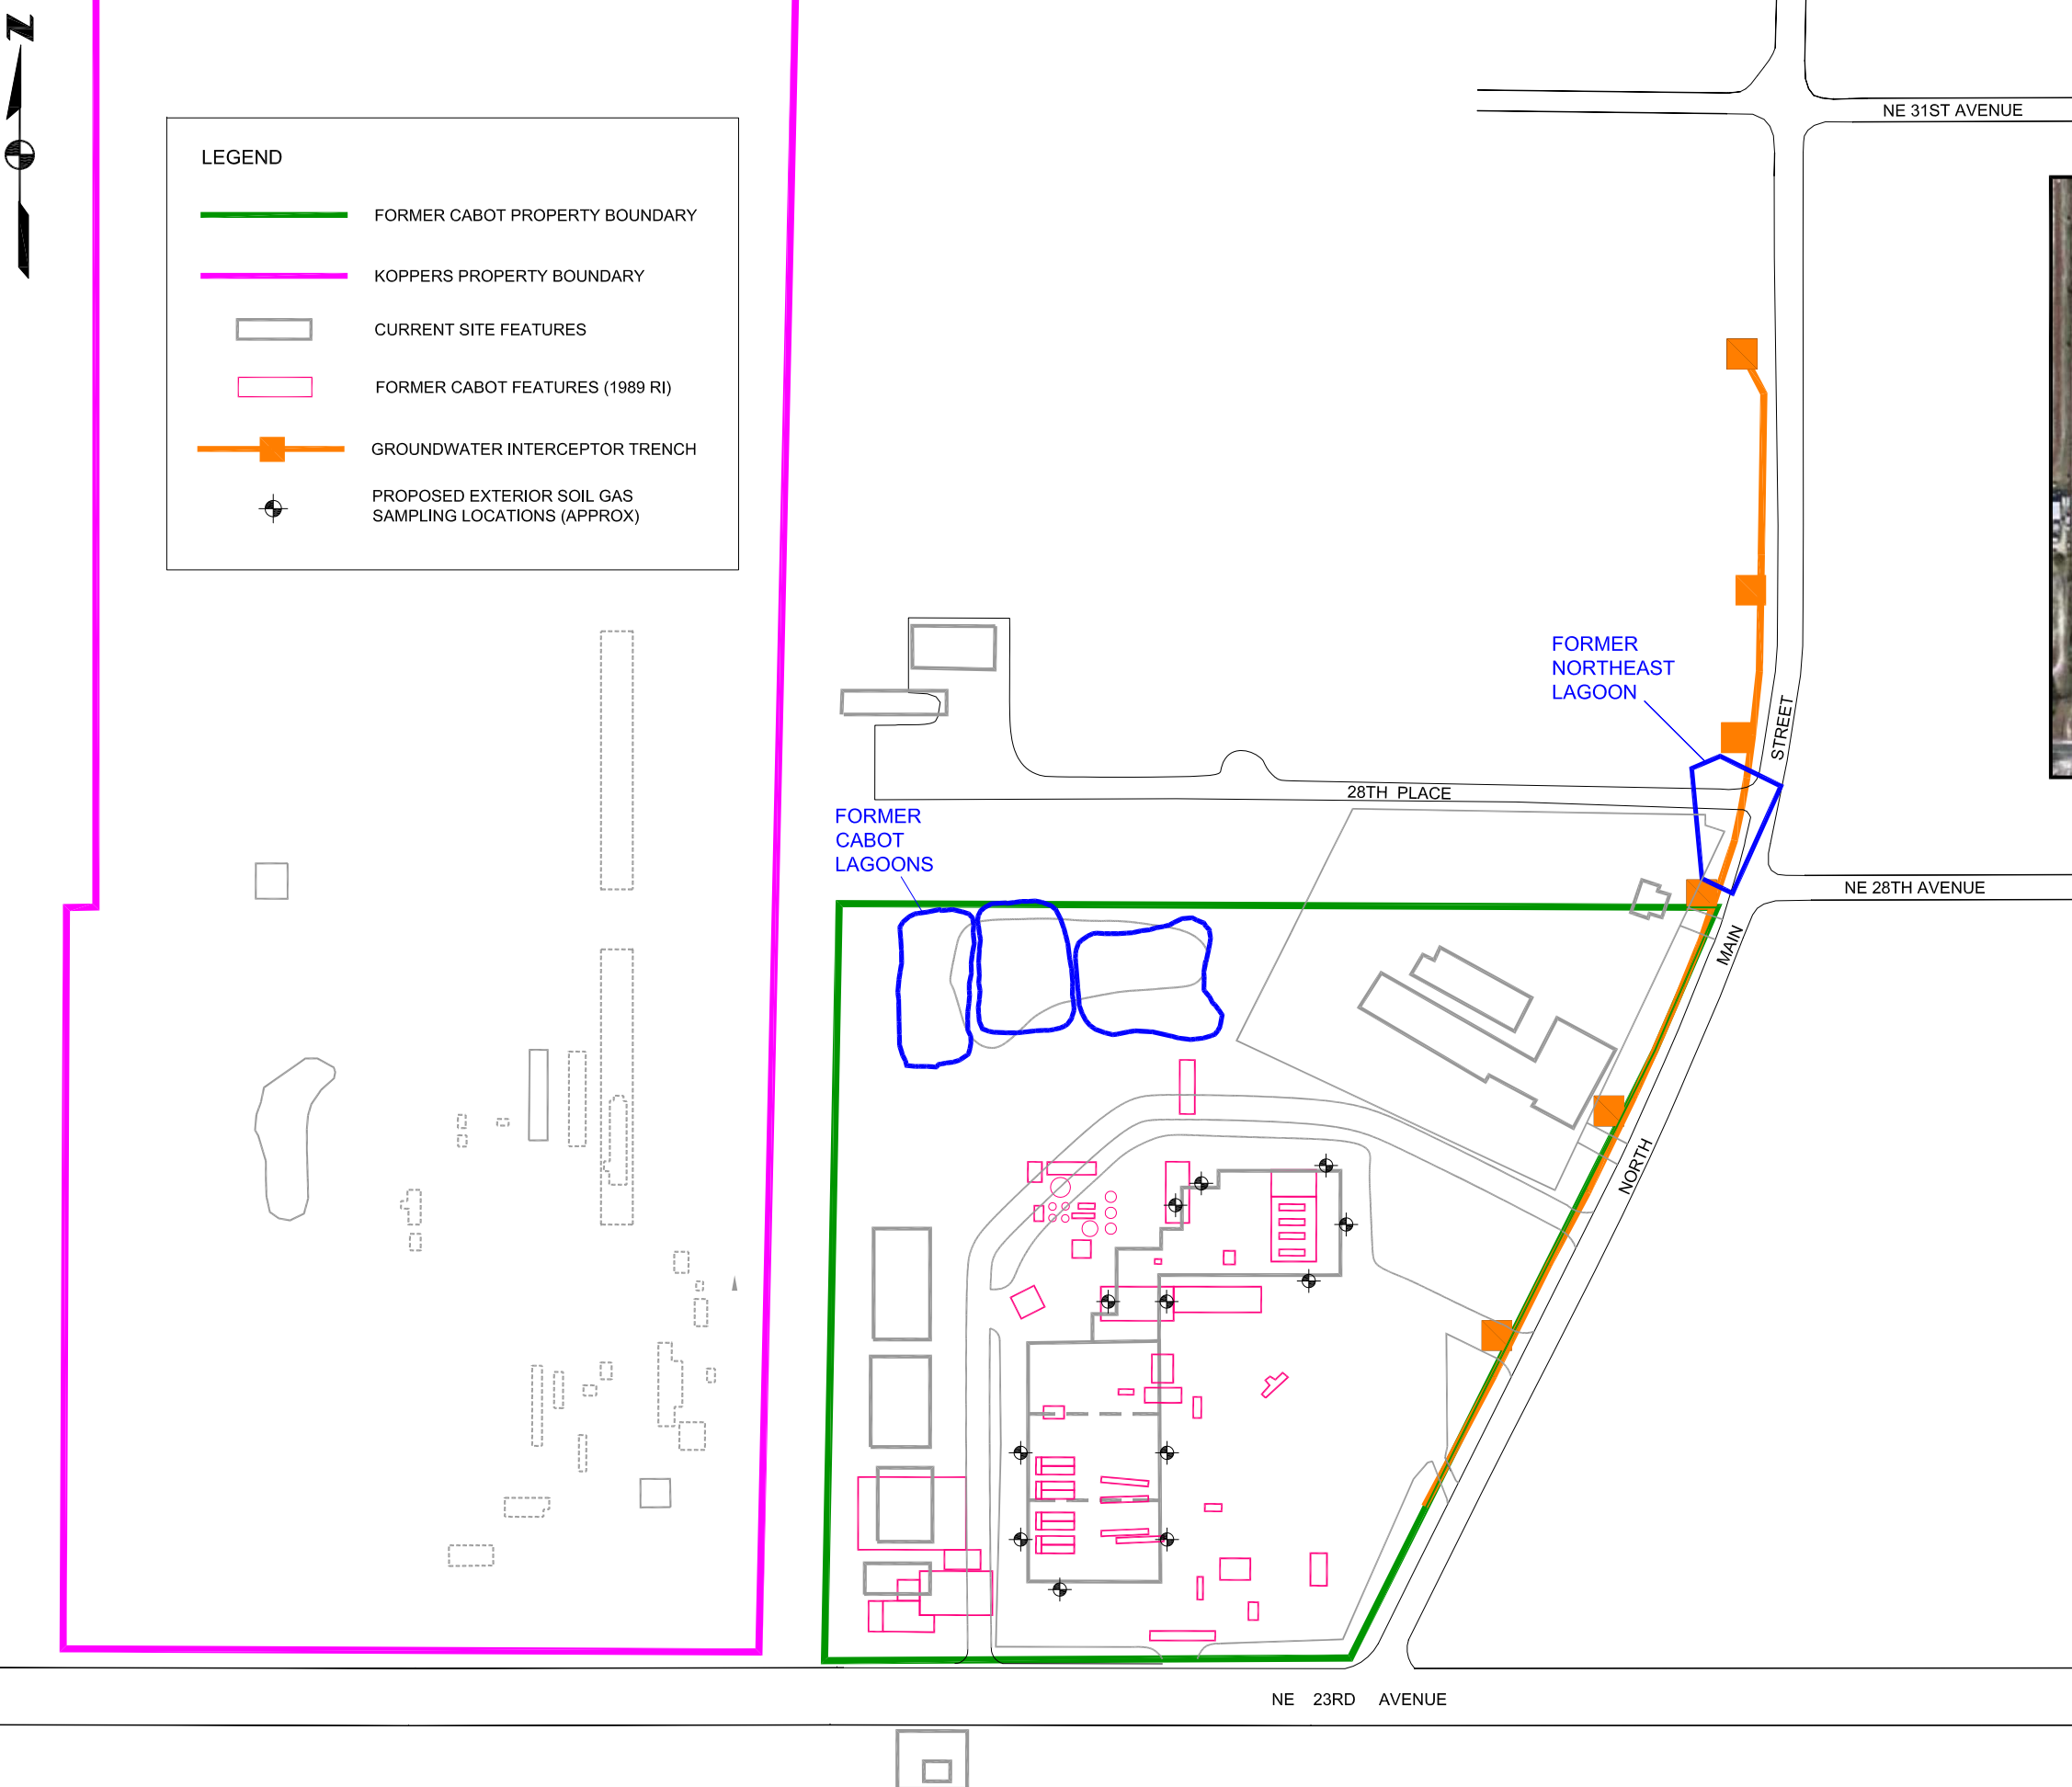 N
NE 31ST AVENUE
LEGEND
FORMER CABOT PROPERTY BOUNDARY
KOPPERS PROPERTY BOUNDARY
CURRENT SITE FEATURES
FORMER CABOT FEATURES (1989 RI)
GROUNDWATER INTERCEPTOR TRENCH
PROPOSED EXTERIOR SOIL GAS
SAMPLING LOCATIONS (APPROX)
FORMER
NORTHEAST
LAGOON
STREET
28TH PLACE
FORMER
CABOT
LAGOONS
NE 28TH AVENUE
MAIN
NORTH
NE 23RD AVENUE